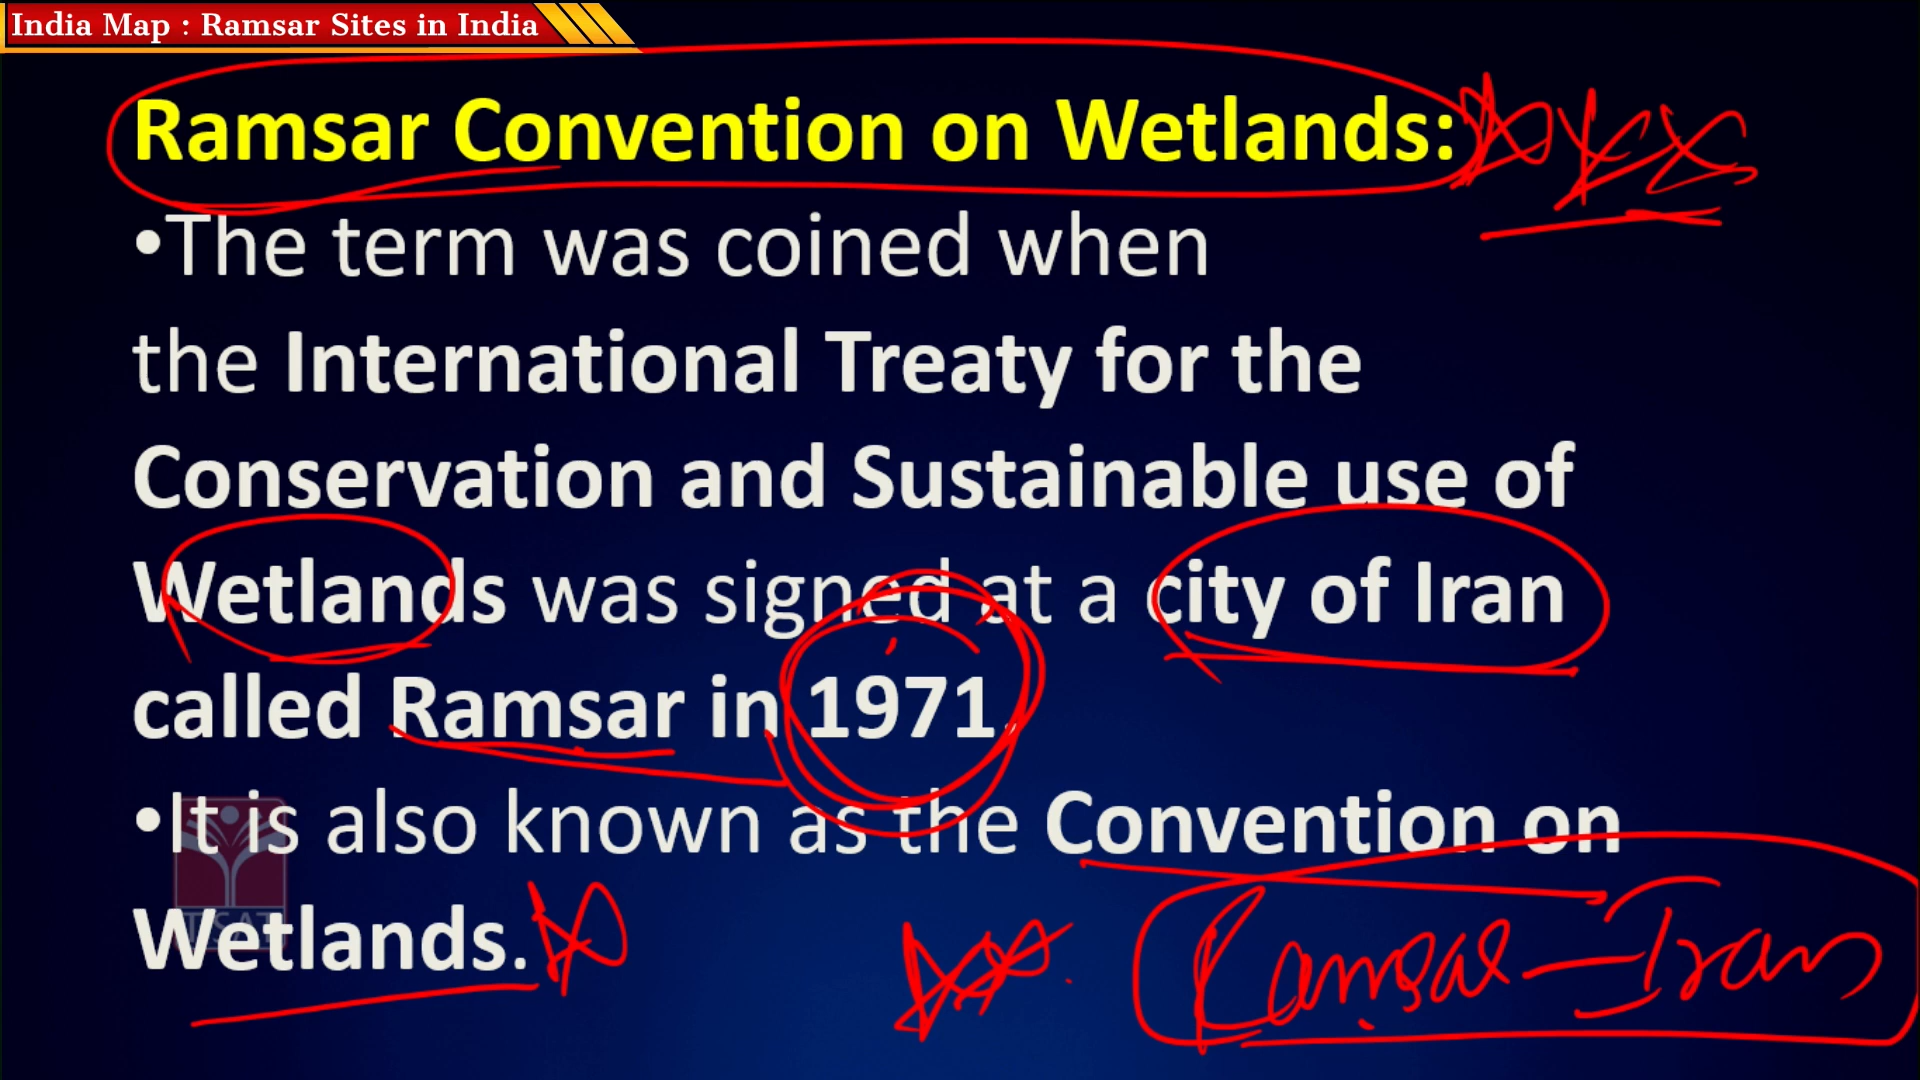 India Map : Ramsar Sites in India
Ramsar Convention on Wetlands:
•The term was coined when
the International Treaty for the
Conservation and Sustainable use of
Wetlands was signed at a city of Iran
called Ramsar in 1971.
•It is also known as the Convention on
Wetlands.
Ramsar - Iran
T-SAT